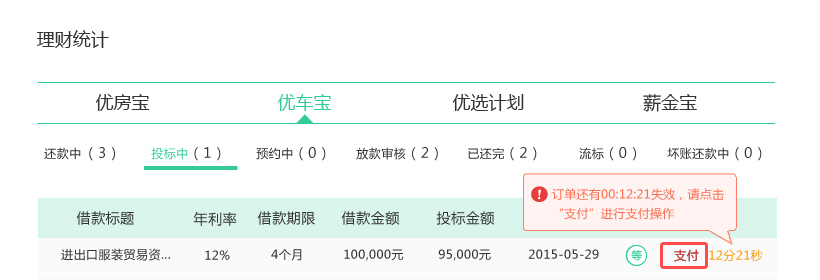 理财统计
优房宝 优车宝 优选计划 薪金宝
还款中（3） 投标中（1） 预约中（0） 放款审核（2） 已还完（2） 流标（0） 坏账还款中（0）
订单还有00:12:21失效，请点击
“支付”进行支付操作
借款标题 年利率 借款期限 借款金额 投标金额
进出口服装贸易资... 12% 4个月 100,000元 95,000元 2015-05-29 等 支付 12分21秒